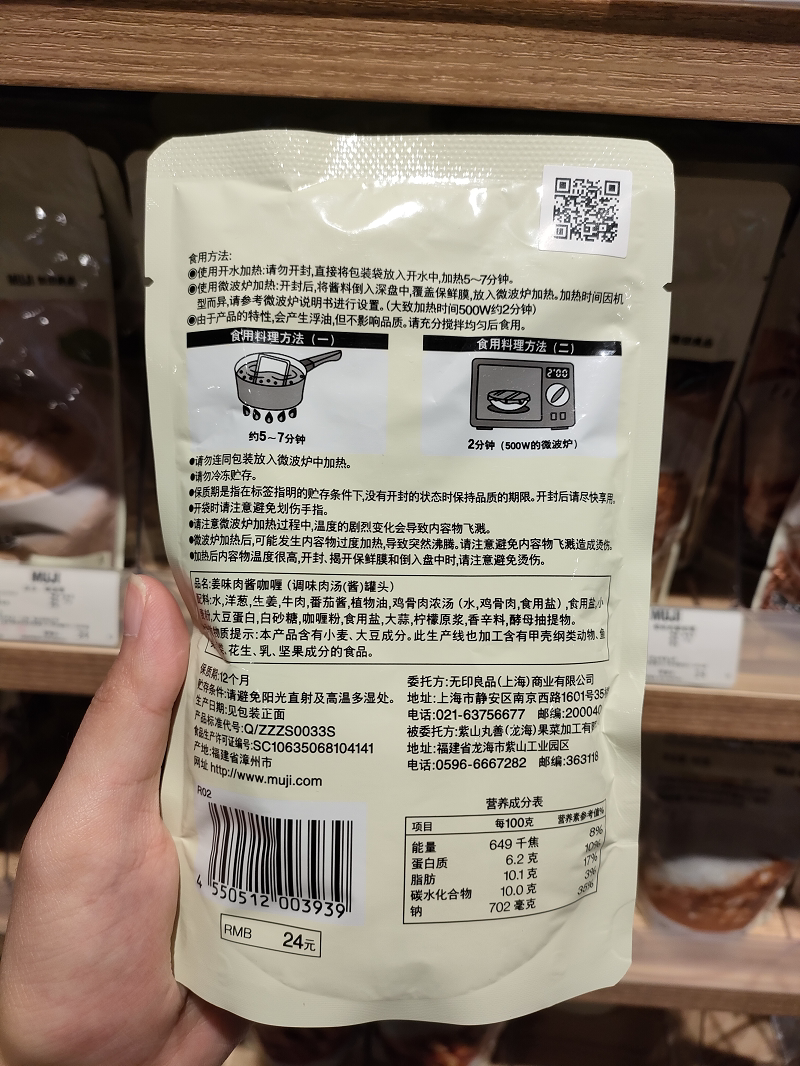 食用方法:
◉使用开水加热:请勿开封,直接将包装袋放入开水中,加热5~7分钟。
◉使用微波炉加热:开封后,将酱料倒入深盘中,覆盖保鲜膜,放入微波炉加热。加热时间因机
型而异,请参考微波炉说明书进行设置。(大致加热时间500W约2分钟)
◉由于产品的特性,会产生浮油,但不影响品质。请充分搅拌均匀后食用。
食用料理方法(一)
食用料理方法(二)
2:00
约5~7分钟
2分钟(500W的微波炉)
●请勿连同包装放入微波炉中加热。
●请勿冷冻贮存。
●保质期是指在标签指明的贮存条件下,没有开封的状态时保持品质的期限。开封后请尽快享用。
●开袋时请注意避免划伤手指。
●请注意微波炉加热过程中,温度的剧烈变化会导致内容物飞溅。
●微波炉加热后,可能发生内容物过度加热,导致突然沸腾。请注意避免内容物飞溅造成烫伤。
●加热后内容物温度很高,开封、揭开保鲜膜和倒入盘中时,请注意避免烫伤。
品名:姜味肉酱咖喱(调味肉汤(酱)罐头)
配料:水,洋葱,生姜,牛肉,番茄酱,植物油,鸡骨肉浓汤(水,鸡骨肉,食用盐),食用盐,小
粉,大豆蛋白,白砂糖,咖喱粉,食用盐,大蒜,柠檬原浆,香辛料,酵母抽提物。
物质提示:本产品含有小麦、大豆成分。此生产线也加工含有甲壳纲类动物、鱼
、花生、乳、坚果成分的食品。
保质期:12个月
贮存条件:请避免阳光直射及高温多湿处。
生产日期:见包装正面
产品标准代号:Q/ZZZS0033S
食品生产许可证编号:SC10635068104141
产地:福建省漳州市
网址 http://www.muji.com
委托方:无印良品(上海)商业有限公司
地址:上海市静安区南京西路1601号35
电话:021-63756677 邮编:200040
被委托方:紫山丸善(龙海)果菜加工有
地址:福建省龙海市紫山工业园区
电话:0596-6667282 邮编:363118
R02
4 550512 003939
RMB 24元
营养成分表
项目 每100克 营养素参考值%
能量 649 千焦 8%
蛋白质 6.2 克 10%
脂肪 10.1 克 17%
碳水化合物 10.0 克 3%
钠 702 毫克 35%
MUJI
MUJI